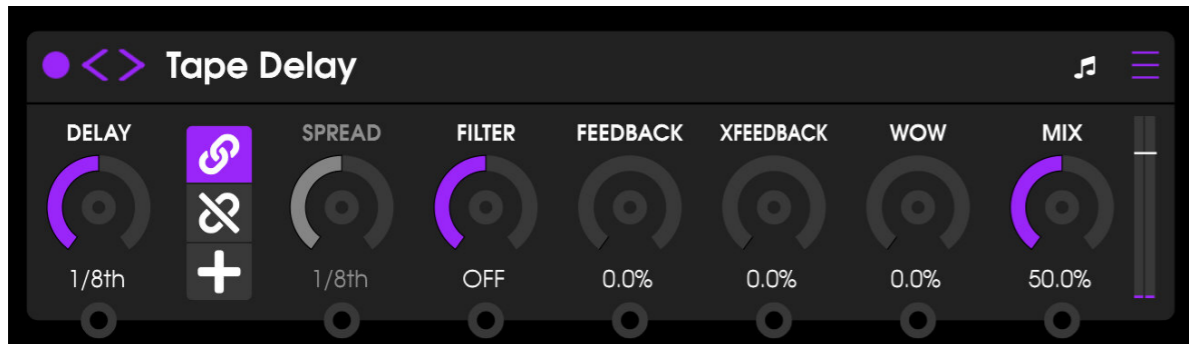 Tape Delay
DELAY SPREAD FILTER FEEDBACK XFEEDBACK WOW MIX
1/8th 1/8th OFF 0.0% 0.0% 0.0% 50.0%